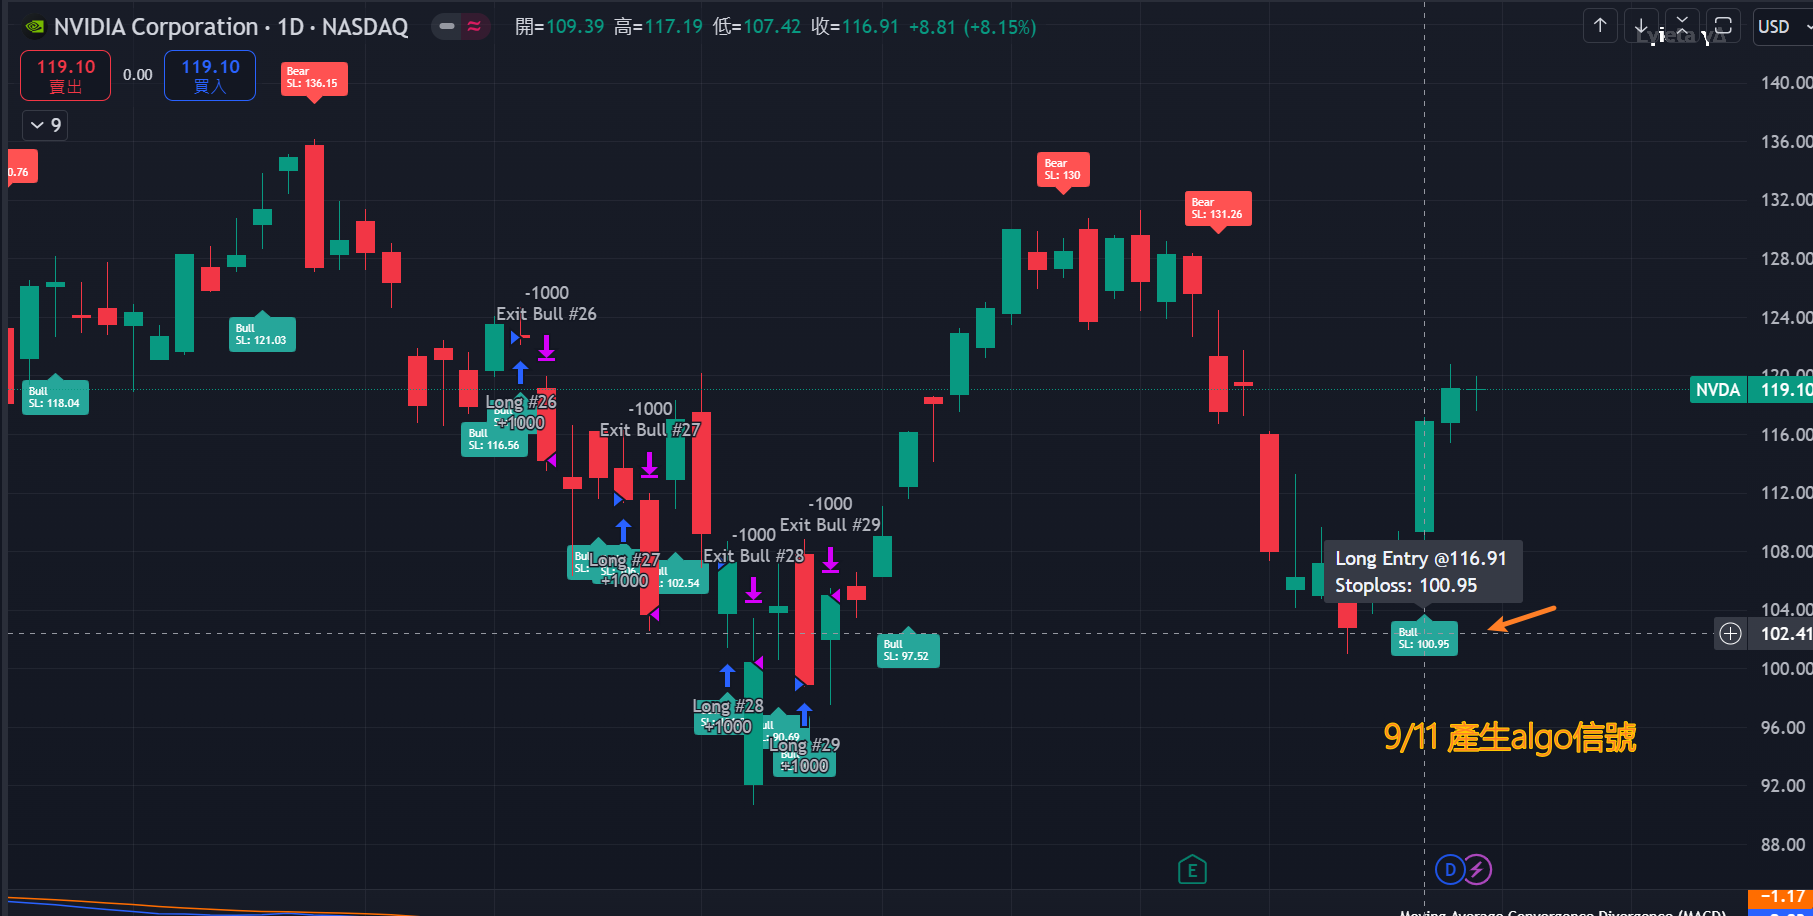 NVIDIA Corporation · 1D · NASDAQ
開=109.39 高=117.19 低=107.42 收=116.91 +8.81 (+8.15%)
USD
119.10
賣出
0.00
119.10
買入
9
Bear
SL: 136.15
0.76
Bear
SL: 130
Bear
SL: 131.26
140.00
136.00
132.00
128.00
124.00
120.00
116.00
112.00
108.00
104.00
100.00
96.00
92.00
88.00
NVDA 119.10
102.41
-1000
Exit Bull #26
Bull
SL: 121.03
Bull
SL: 118.04
Long #26
+1000
Bull
SL: 116.56
-1000
Exit Bull #27
Long #27
+1000
: 102.54
-1000
Exit Bull #28
-1000
Exit Bull #29
Long #28
+1000
90.69
Long #29
+1000
Bull
SL: 97.52
Long Entry @116.91
Stoploss: 100.95
Bull
SL: 100.95
9/11 產生algo信號
E
D
−1.17
Moving Average Convergence Divergence (MACD)